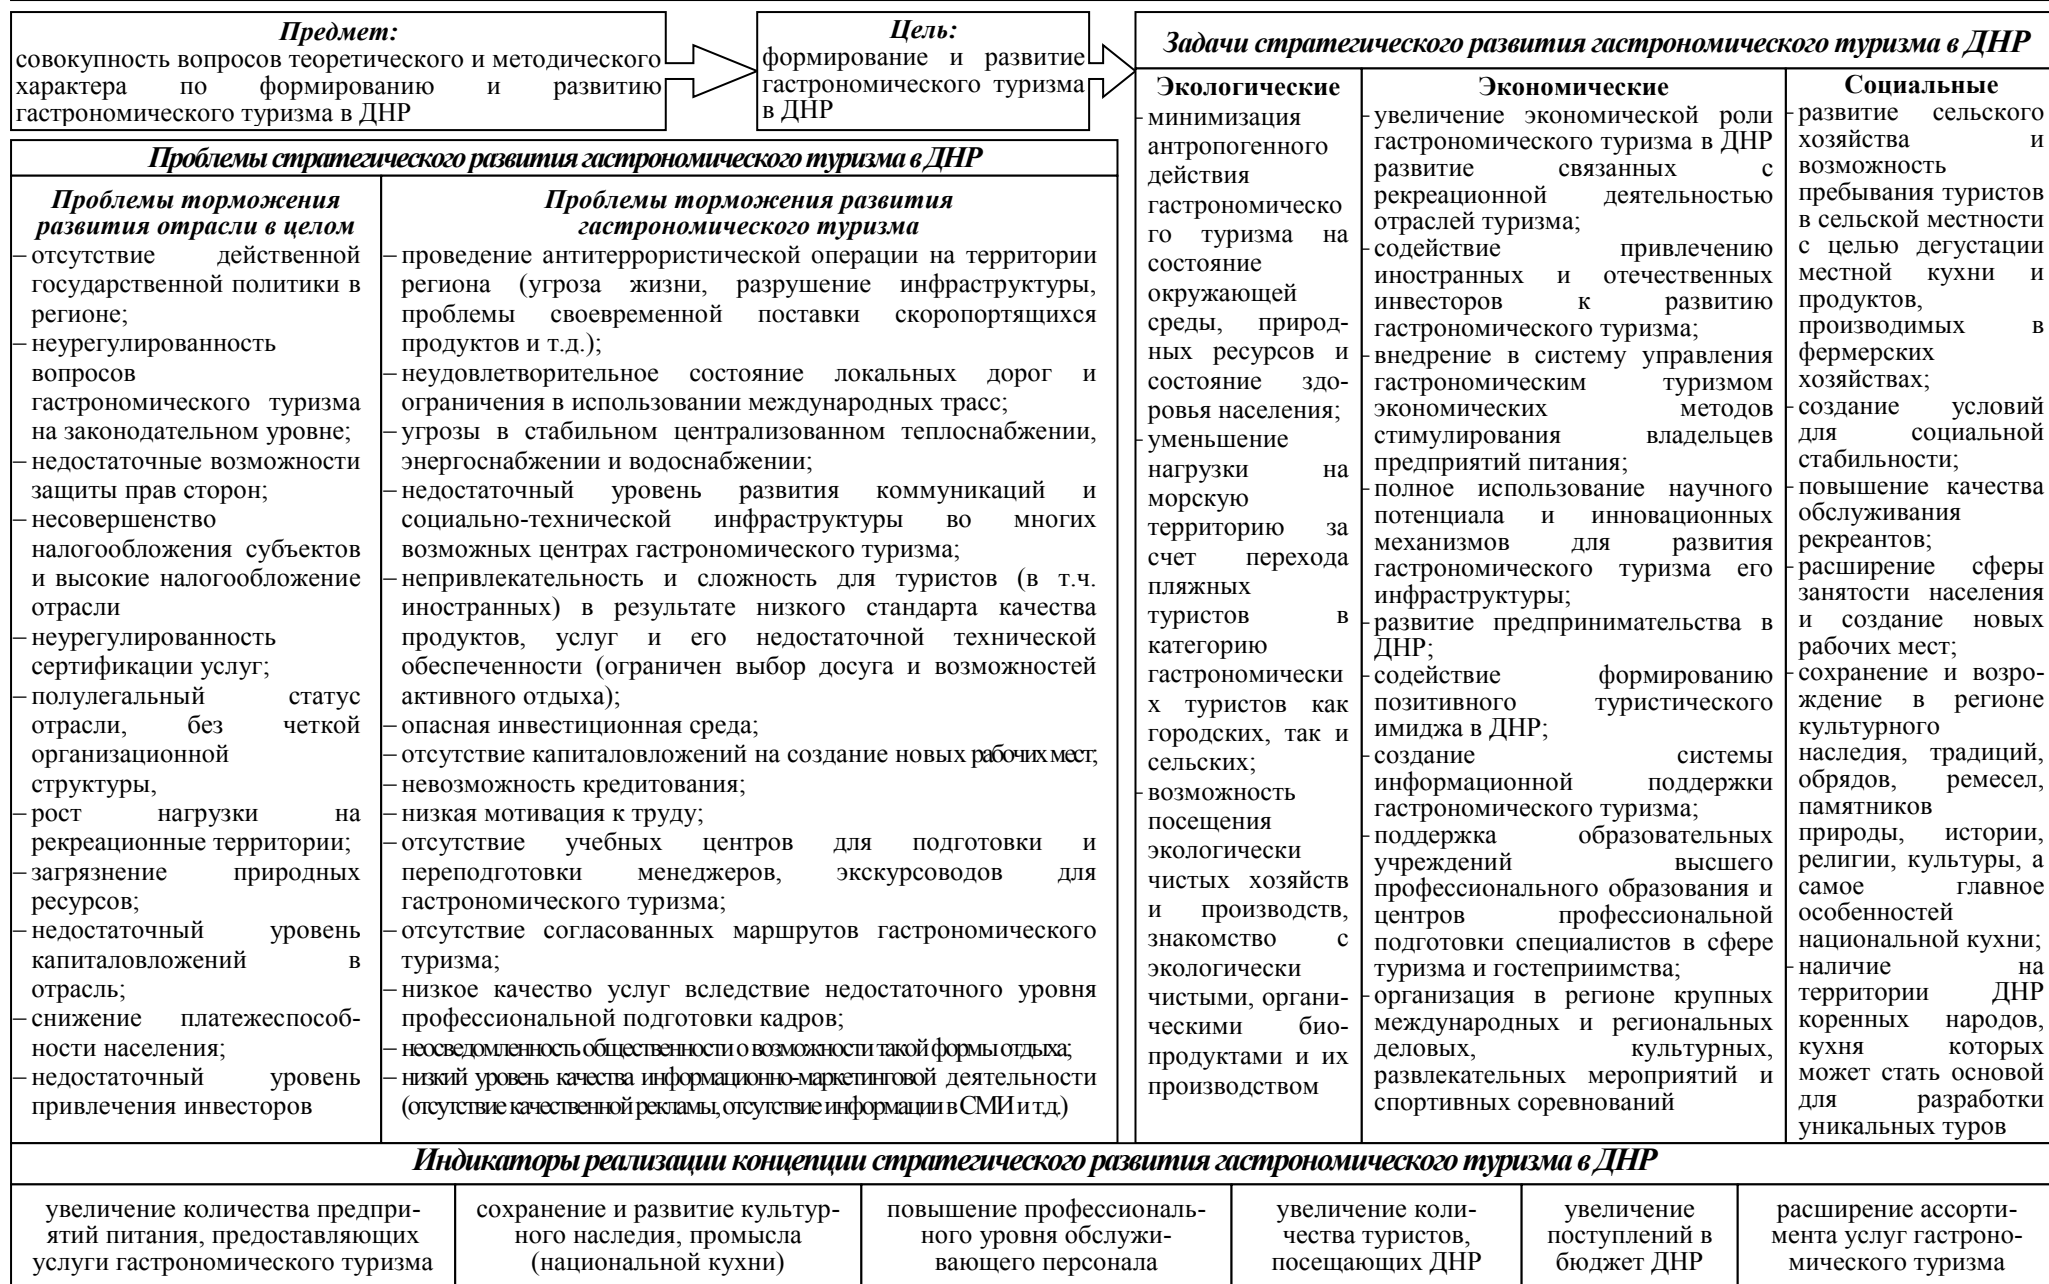 Предмет:
совокупность вопросов теоретического и методического
характера по формированию и развитию
гастрономического туризма в ДНР
Цель:
формирование и развитие
гастрономического туризма
в ДНР
Проблемы стратегического развития гастрономического туризма в ДНР
Проблемы торможения
развития отрасли в целом
– отсутствие действенной
государственной политики в
регионе;
– неурегулированность
вопросов
гастрономического туризма
на законодательном уровне;
– недостаточные возможности
защиты прав сторон;
– несовершенство
налогообложения субъектов
и высокие налогообложение
отрасли
– неурегулированность
сертификации услуг;
– полулегальный статус
отрасли, без четкой
организационной
структуры,
– рост нагрузки на
рекреационные территории;
– загрязнение природных
ресурсов;
– недостаточный уровень
капиталовложений в
отрасль;
– снижение платежеспособ-
ности населения;
– недостаточный уровень
привлечения инвесторов
Проблемы торможения развития
гастрономического туризма
– проведение антитеррористической операции на территории
региона (угроза жизни, разрушение инфраструктуры,
проблемы своевременной поставки скоропортящихся
продуктов и т.д.);
– неудовлетворительное состояние локальных дорог и
ограничения в использовании международных трасс;
– угрозы в стабильном централизованном теплоснабжении,
энергоснабжении и водоснабжении;
– недостаточный уровень развития коммуникаций и
социально-технической инфраструктуры во многих
возможных центрах гастрономического туризма;
– непривлекательность и сложность для туристов (в т.ч.
иностранных) в результате низкого стандарта качества
продуктов, услуг и его недостаточной технической
обеспеченности (ограничен выбор досуга и возможностей
активного отдыха);
– опасная инвестиционная среда;
– отсутствие капиталовложений на создание новых рабочих мест;
– невозможность кредитования;
– низкая мотивация к труду;
– отсутствие учебных центров для подготовки и
переподготовки менеджеров, экскурсоводов для
гастрономического туризма;
– отсутствие согласованных маршрутов гастрономического
туризма;
– низкое качество услуг вследствие недостаточного уровня
профессиональной подготовки кадров;
– неосведомленность общественности о возможности такой формы отдыха;
– низкий уровень качества информационно-маркетинговой деятельности
(отсутствие качественной рекламы, отсутствие информации в СМИ и т.д.)
Задачи стратегического развития гастрономического туризма в ДНР
Экологические
- минимизация
антропогенного
действия
гастрономическо
го туризма на
состояние
окружающей
среды, природ-
ных ресурсов и
состояние здо-
ровья населения;
- уменьшение
нагрузки на
морскую
территорию за
счет перехода
пляжных
туристов в
категорию
гастрономически
х туристов как
городских, так и
сельских;
- возможность
посещения
экологически
чистых хозяйств
и производств,
знакомство с
экологически
чистыми, органи-
ческими био-
продуктами и их
производством
Экономические
- увеличение экономической роли
гастрономического туризма в ДНР
развитие связанных с
рекреационной деятельностью
отраслей туризма;
- содействие привлечению
иностранных и отечественных
инвесторов к развитию
гастрономического туризма;
- внедрение в систему управления
гастрономическим туризмом
экономических методов
стимулирования владельцев
предприятий питания;
- полное использование научного
потенциала и инновационных
механизмов для развития
гастрономического туризма его
инфраструктуры;
- развитие предпринимательства в
ДНР;
- содействие формированию
позитивного туристического
имиджа в ДНР;
- создание системы
информационной поддержки
гастрономического туризма;
- поддержка образовательных
учреждений высшего
профессионального образования и
центров профессиональной
подготовки специалистов в сфере
туризма и гостеприимства;
- организация в регионе крупных
международных и региональных
деловых, культурных,
развлекательных мероприятий и
спортивных соревнований
Социальные
- развитие сельского
хозяйства и
возможность
пребывания туристов
в сельской местности
с целью дегустации
местной кухни и
продуктов,
производимых в
фермерских
хозяйствах;
- создание условий
для социальной
стабильности;
- повышение качества
обслуживания
рекреантов;
- расширение сферы
занятости населения
и создание новых
рабочих мест;
- сохранение и возро-
ждение в регионе
культурного
наследия, традиций,
обрядов, ремесел,
памятников
природы, истории,
религии, культуры, а
самое главное
особенностей
национальной кухни;
- наличие на
территории ДНР
коренных народов,
кухня которых
может стать основой
для разработки
уникальных туров
Индикаторы реализации концепции стратегического развития гастрономического туризма в ДНР
увеличение количества предпри-
ятий питания, предоставляющих
услуги гастрономического туризма
сохранение и развитие культур-
ного наследия, промысла
(национальной кухни)
повышение профессиональ-
ного уровня обслужи-
вающего персонала
увеличение коли-
чества туристов,
посещающих ДНР
увеличение
поступлений в
бюджет ДНР
расширение ассорти-
мента услуг гастроно-
мического туризма